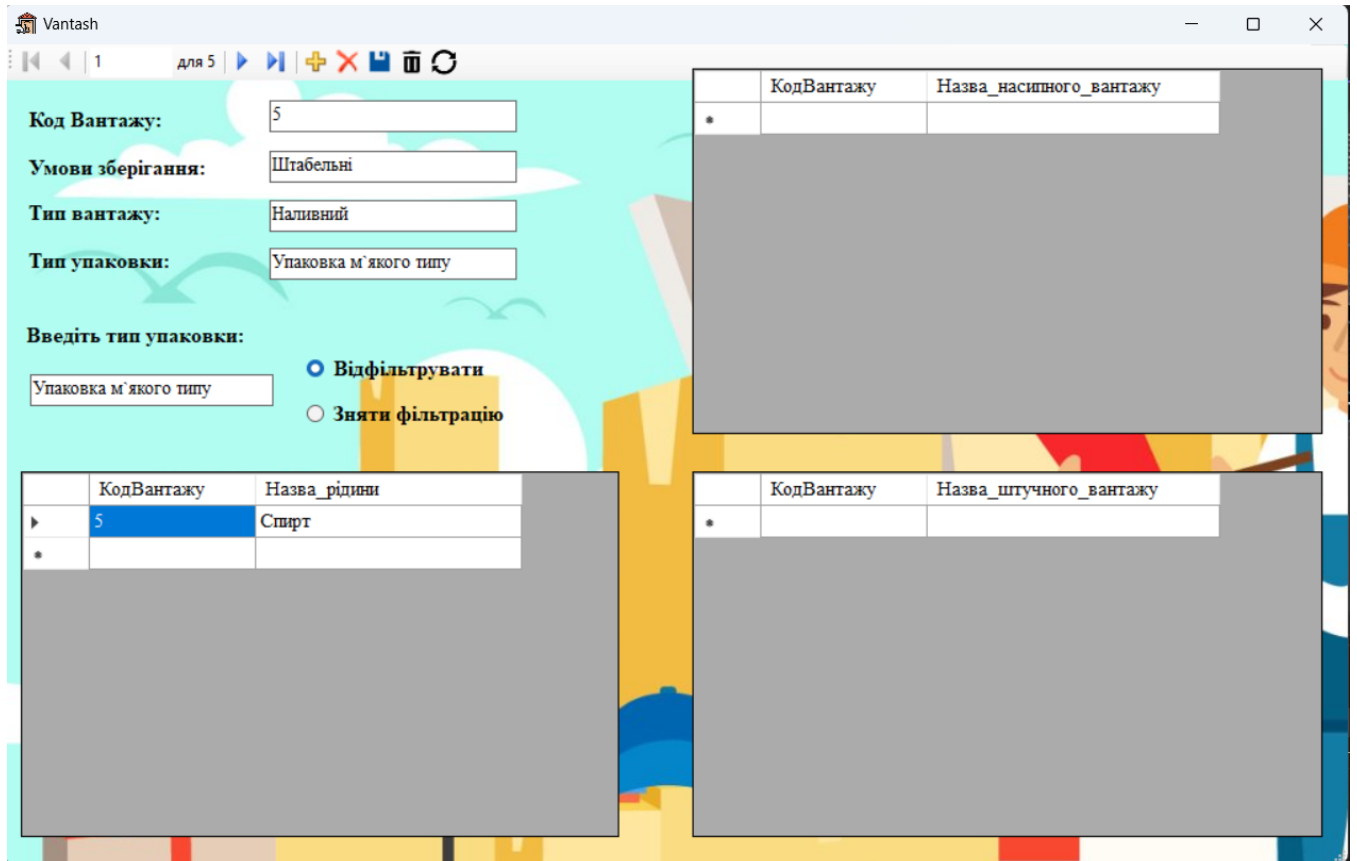 Vantash
1 для 5
Код Вантажу: 5
Умови зберігання: Штабельні
Тип вантажу: Наливний
Тип упаковки: Упаковка м`якого типу
Введіть тип упаковки:
Упаковка м`якого типу
Відфільтрувати
Зняти фільтрацію
КодВантажу Назва_насипного_вантажу
КодВантажу Назва_рідини
5 Спирт
КодВантажу Назва_штучного_вантажу